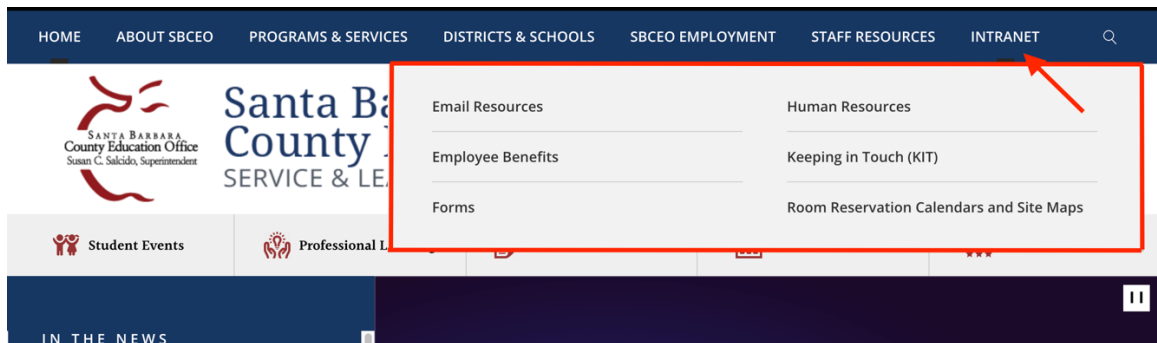 HOME ABOUT SBCEO PROGRAMS & SERVICES DISTRICTS & SCHOOLS SBCEO EMPLOYMENT STAFF RESOURCES INTRANET
SANTA BARBARA
County Education Office
Susan C. Salcido, Superintendent
Santa Ba
County
SERVICE & LE
Email Resources Human Resources
Employee Benefits Keeping in Touch (KIT)
Forms Room Reservation Calendars and Site Maps
Student Events Professional L
IN THE NEWS